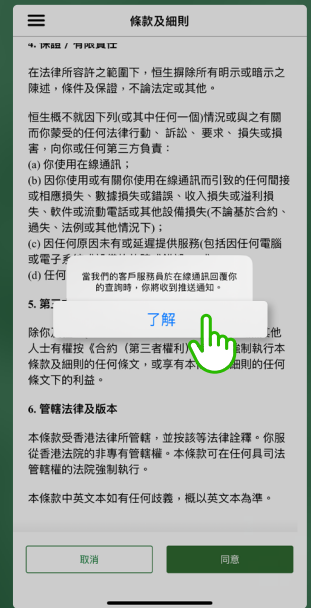 條款及細則
4. 保證 / 有限責任
在法律所容許之範圍下，恒生摒除所有明示或暗示之
陳述，條件及保證，不論法定或其他。
恒生概不就因下列(或其中任何一個)情況或與之有關
而你蒙受的任何法律行動、 訴訟、 要求、 損失或損
害，向你或任何第三方負責：
(a) 你使用在線通訊；
(b) 因你使用或有關你使用在線通訊而引致的任何間接
或相應損失、數據損失或錯誤、收入損失或溢利損
失、軟件或流動電話或其他設備損失(不論基於合約、
過失、法例或其他情況下)；
(c) 因任何原因未有或延遲提供服務(包括因任何電腦
或電子
(d) 任何
當我們的客戶服務員於在線通訊回覆你
的查詢時，你將收到推送通知。
了解
5. 第三
除你
他
人士有權按《合約（第三者權利）
強制執行本
條款及細則的任何條文，或享有本
細則的任何
條文下的利益。
6. 管轄法律及版本
本條款受香港法律所管轄，並按該等法律詮釋。你服
從香港法院的非專有管轄權。本條款可在任何具司法
管轄權的法院強制執行。
本條款中英文本如有任何歧義，概以英文本為準。
取消
同意